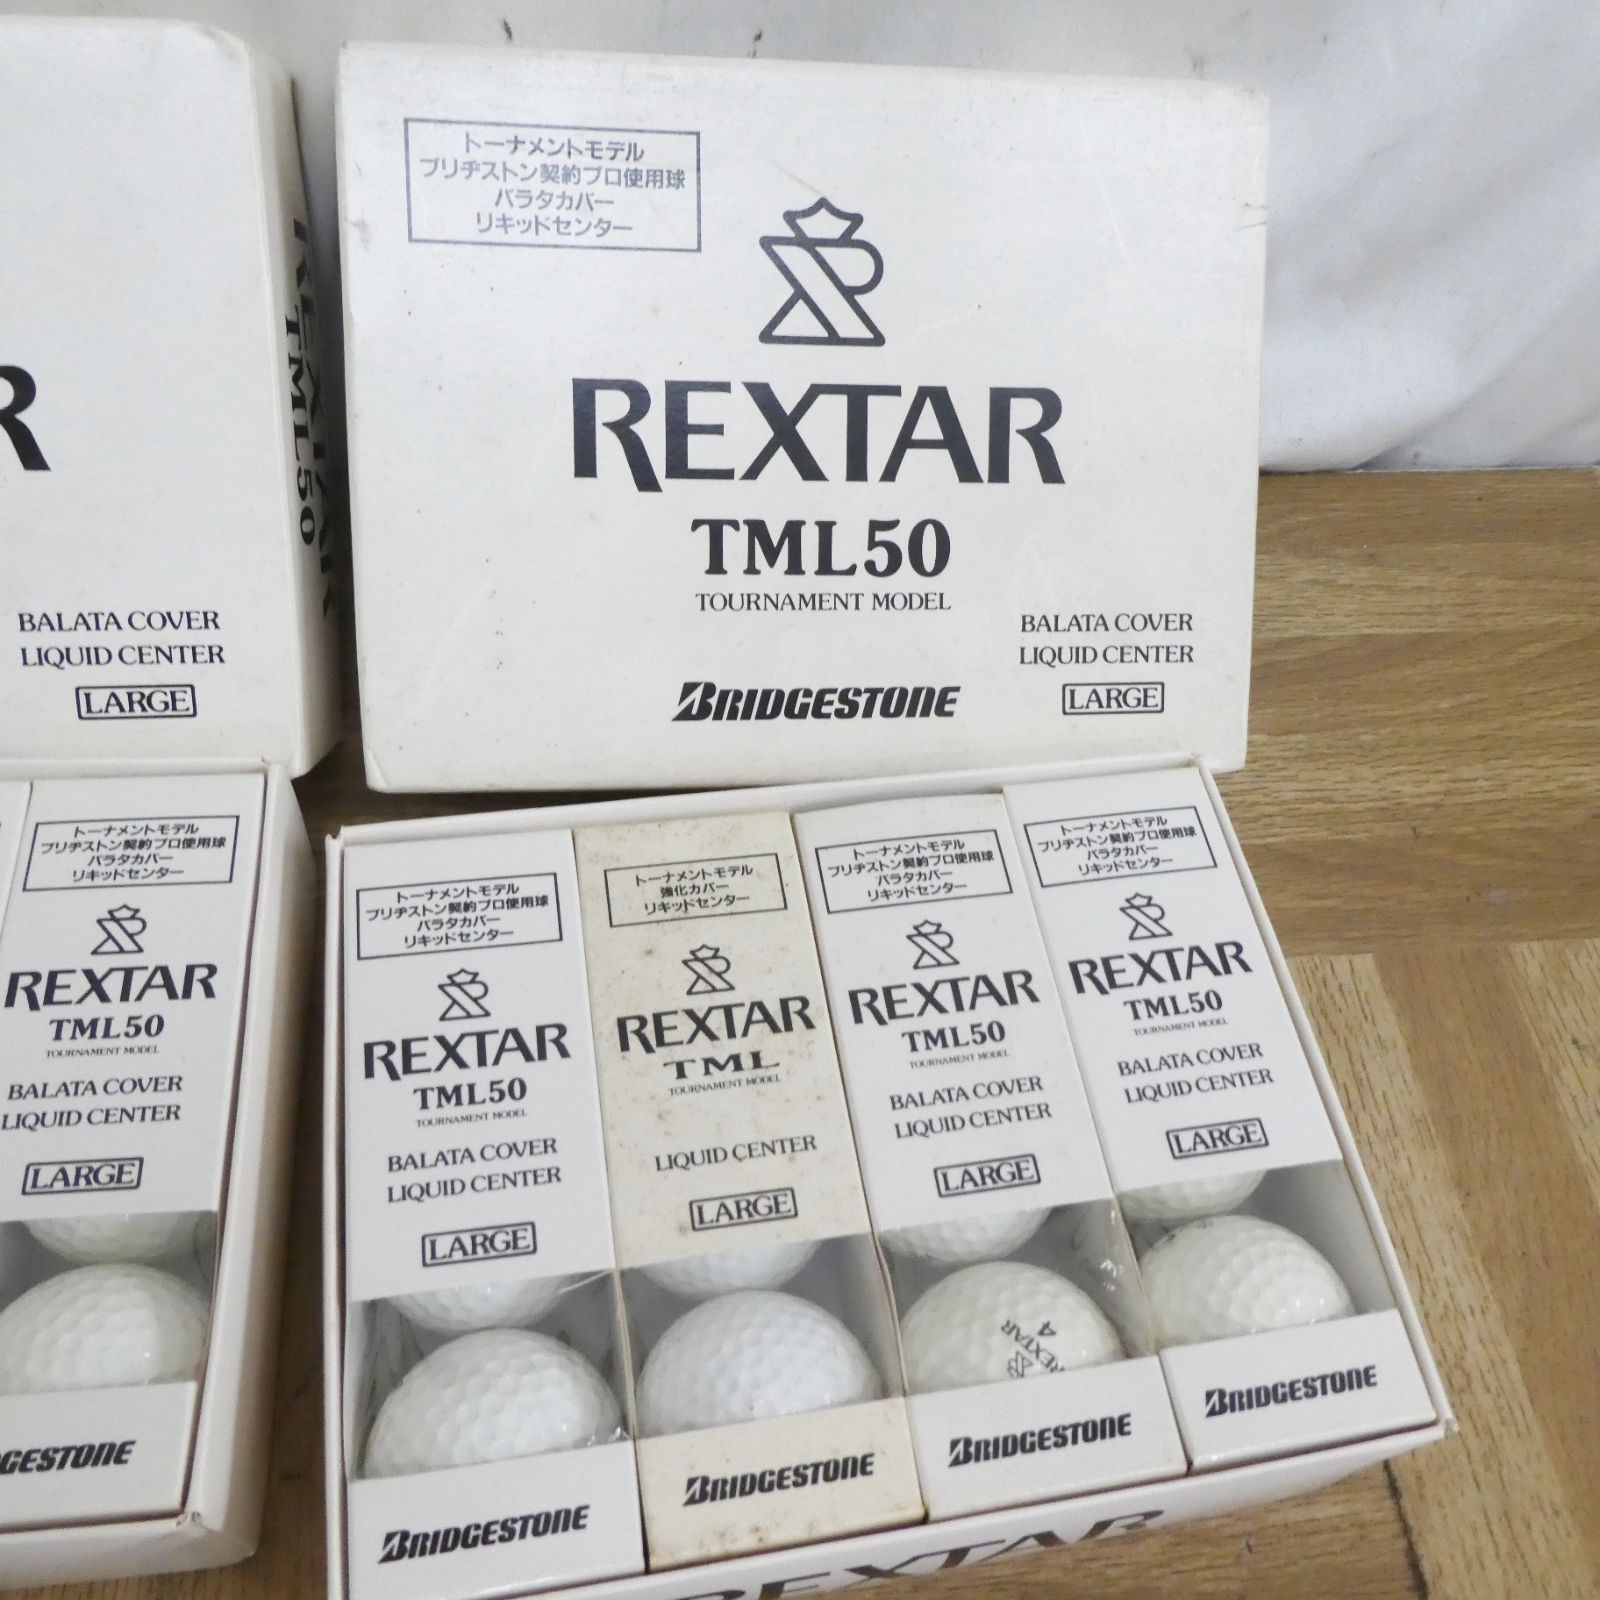 R
REXTAR
TML50
BALATA COVER
LIQUID CENTER
LARGE
トーナメントモデル
ブリヂストン契約プロ使用球
バラタカバー
リキッドセンター
REXTAR
TML50
TOURNAMENT MODEL
BALATA COVER
LIQUID CENTER
LARGE
BRIDGESTONE
トーナメントモデル
ブリヂストン契約プロ使用球
バラタカバー
リキッドセンター
REXTAR
TML50
TOURNAMENT MODEL
BALATA COVER
LIQUID CENTER
LARGE
GESTONE
トーナメントモデル
ブリヂストン契約プロ使用球
バラタカバー
リキッドセンター
REXTAR
TML50
TOURNAMENT MODEL
BALATA COVER
LIQUID CENTER
LARGE
BRIDGESTONE
トーナメントモデル
強化カバー
リキッドセンター
REXTAR
TML
TOURNAMENT MODEL
LIQUID CENTER
LARGE
BRIDGESTONE
トーナメントモデル
ブリヂストン契約プロ使用球
バラタカバー
リキッドセンター
REXTAR
TML50
TOURNAMENT MODEL
BALATA COVER
LIQUID CENTER
LARGE
4
REXTAR
BRIDGESTONE
トーナメントモデル
ブリヂストン契約プロ使用球
バラタカバー
リキッドセンター
REXTAR
TML50
TOURNAMENT MODEL
BALATA COVER
LIQUID CENTER
LARGE
BRIDGESTONE
REXTAR